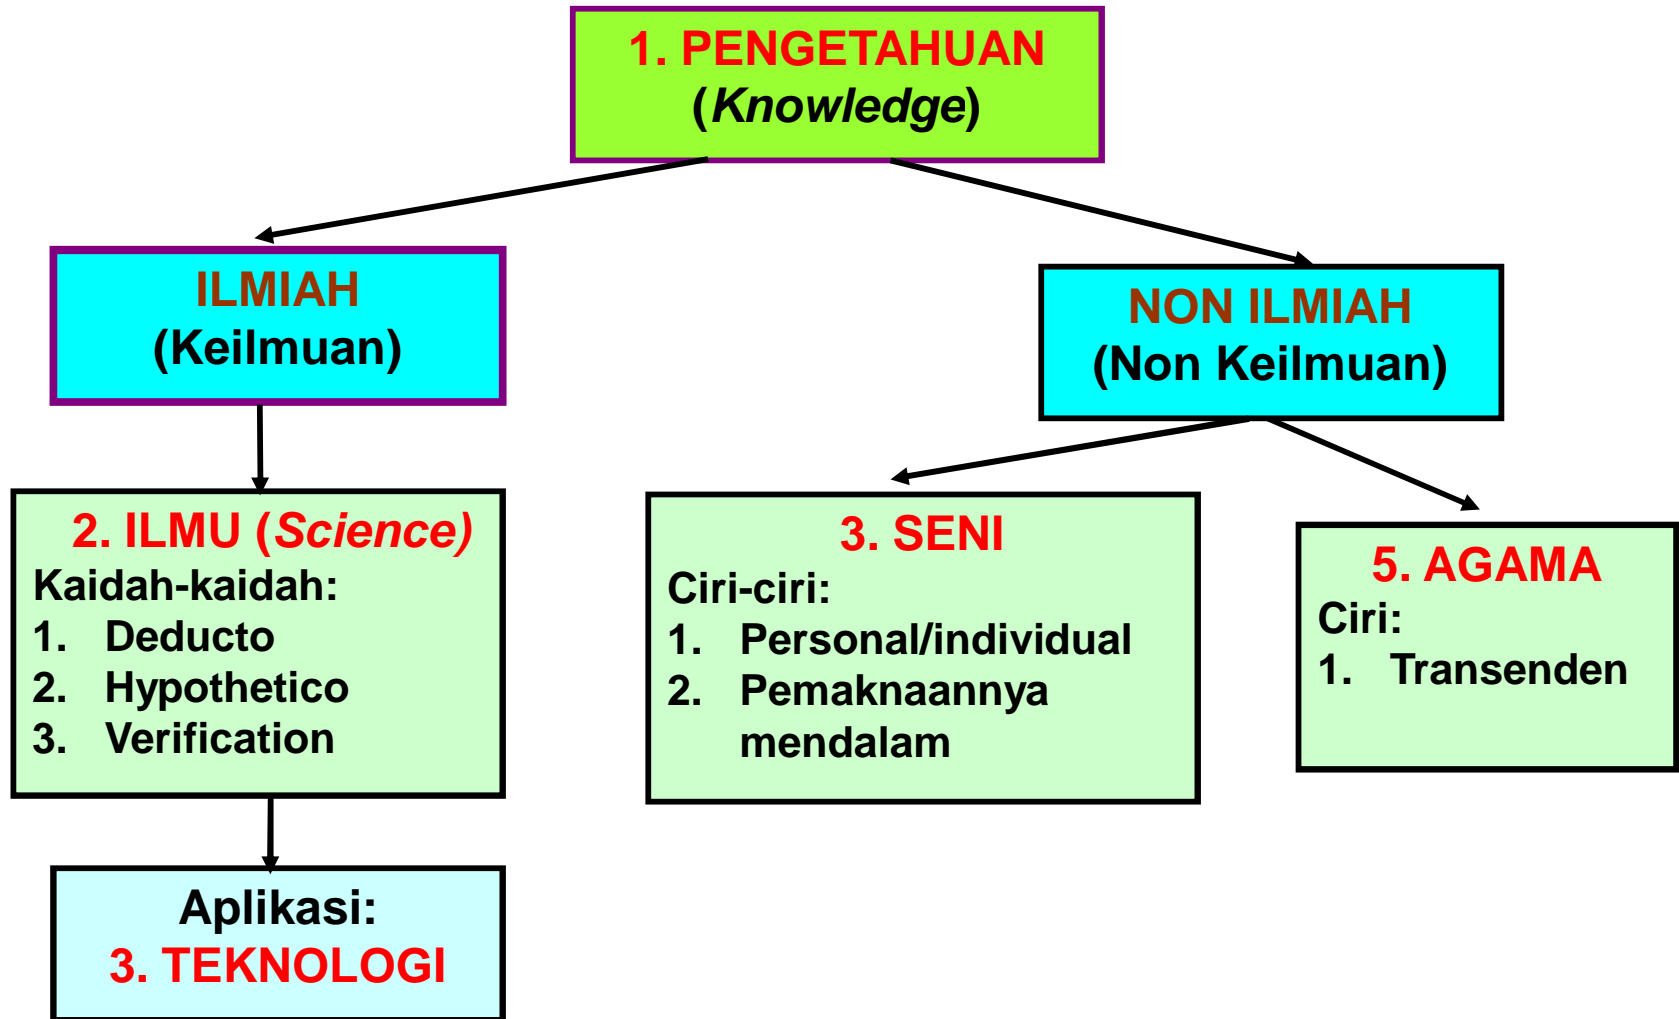 1. PENGETAHUAN
(Knowledge)
ILMIAH
(Keilmuan)
NON ILMIAH
(Non Keilmuan)
2. ILMU (Science)
Kaidah-kaidah:
1. Deducto
2. Hypothetico
3. Verification
3. SENI
Ciri-ciri:
1. Personal/individual
2. Pemaknaannya
mendalam
5. AGAMA
Ciri:
1. Transenden
Aplikasi:
3. TEKNOLOGI